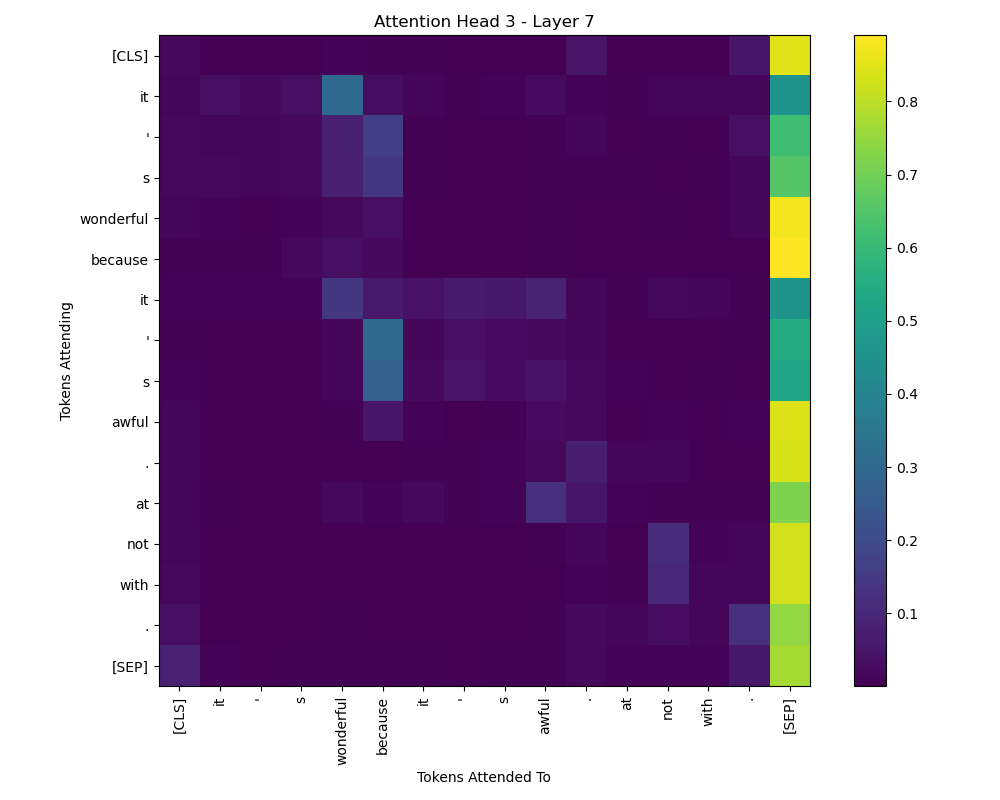 Attention Head 3 - Layer 7
[CLS]
it
'
s
wonderful
because
it
'
s
awful
.
at
not
with
.
[SEP]
Tokens Attending
[CLS]
it
'
s
wonderful
because
it
'
s
awful
.
at
not
with
.
[SEP]
Tokens Attended To
0.8
0.7
0.6
0.5
0.4
0.3
0.2
0.1